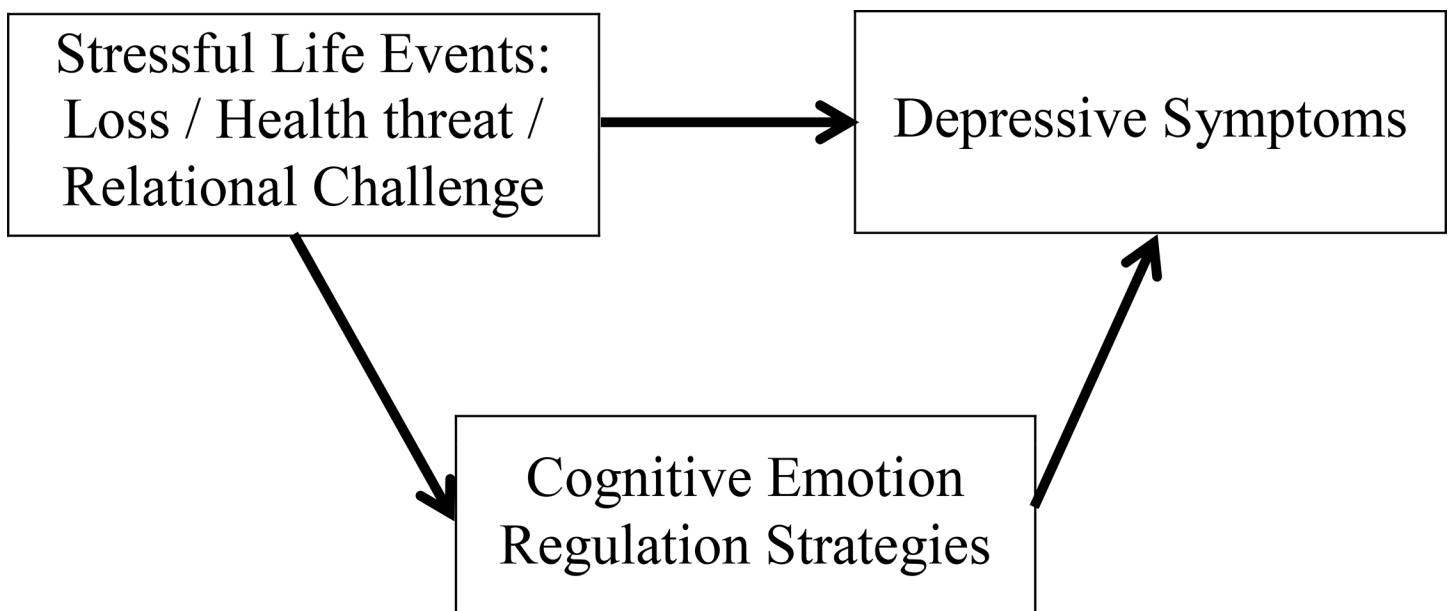 Stressful Life Events:
Loss / Health threat /
Relational Challenge
Depressive Symptoms
Cognitive Emotion
Regulation Strategies